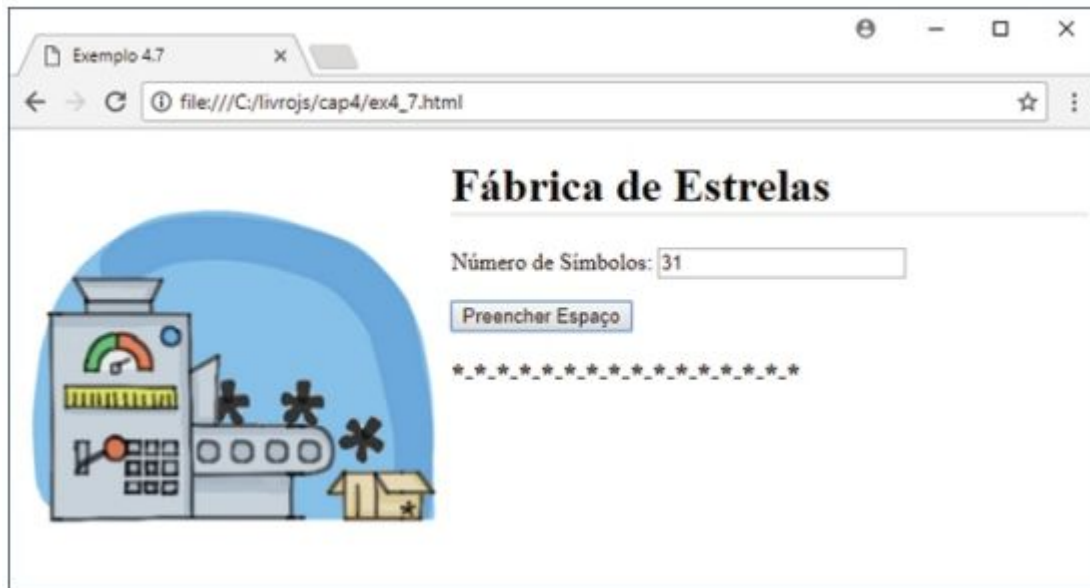 Exemplo 4.7
file:///C:/livrojs/cap4/ex4_7.html
Fábrica de Estrelas
Número de Símbolos: 31
Preencher Espaço
*_*_*_*_*_*_*_*_*_*_*_*_*_*_*_*